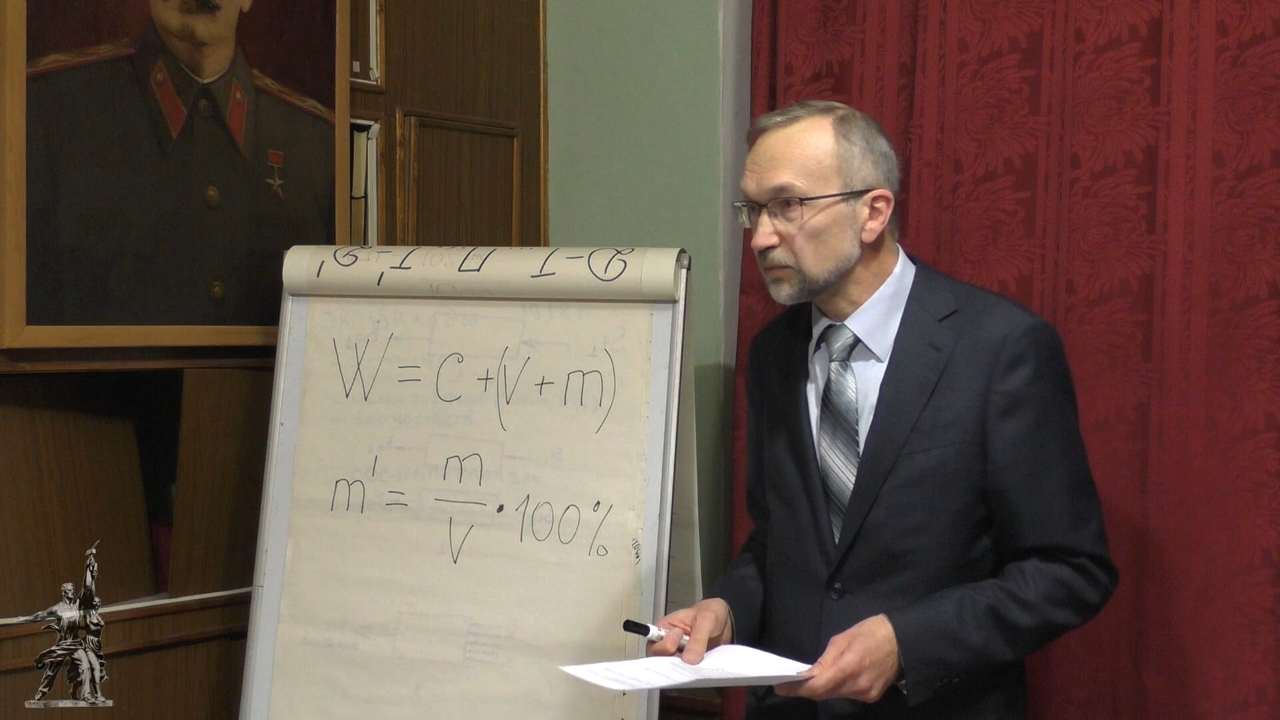 Д–Т П Т'–Д'
W = C + (V + m)
m' = m/V · 100%